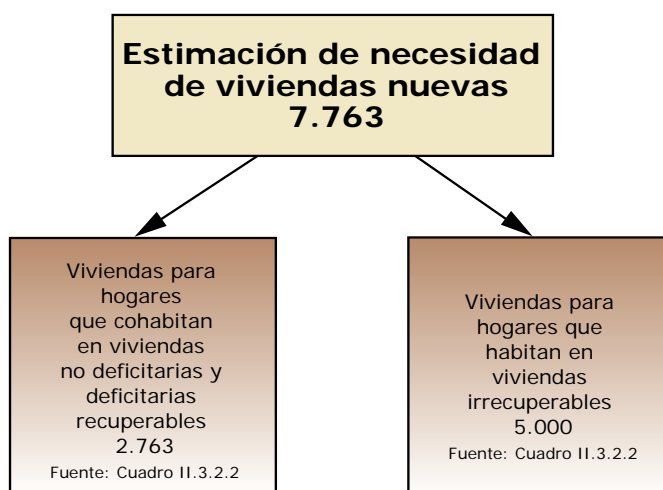 Estimación de necesidad
de viviendas nuevas
7.763
Viviendas para
hogares
que cohabitan
en viviendas
no deficitarias y
deficitarias
recuperables
2.763
Fuente: Cuadro II.3.2.2
Viviendas para
hogares que
habitan en
viviendas
irrecuperables
5.000
Fuente: Cuadro II.3.2.2